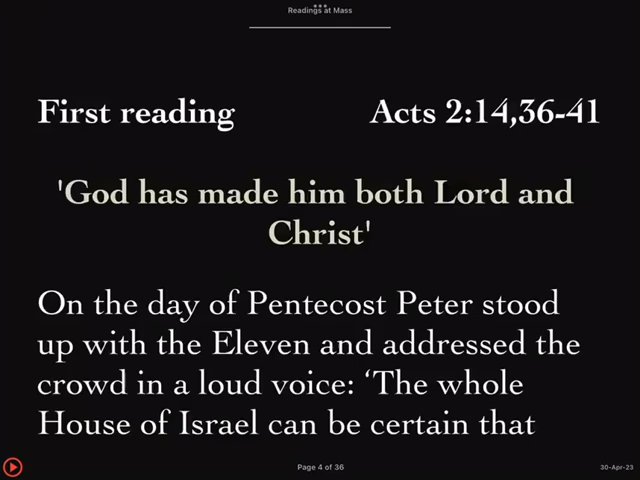 Readings at Mass
First reading Acts 2:14,36-41
'God has made him both Lord and
Christ'
On the day of Pentecost Peter stood
up with the Eleven and addressed the
crowd in a loud voice: ‘The whole
House of Israel can be certain that
Page 4 of 36 30-Apr-23